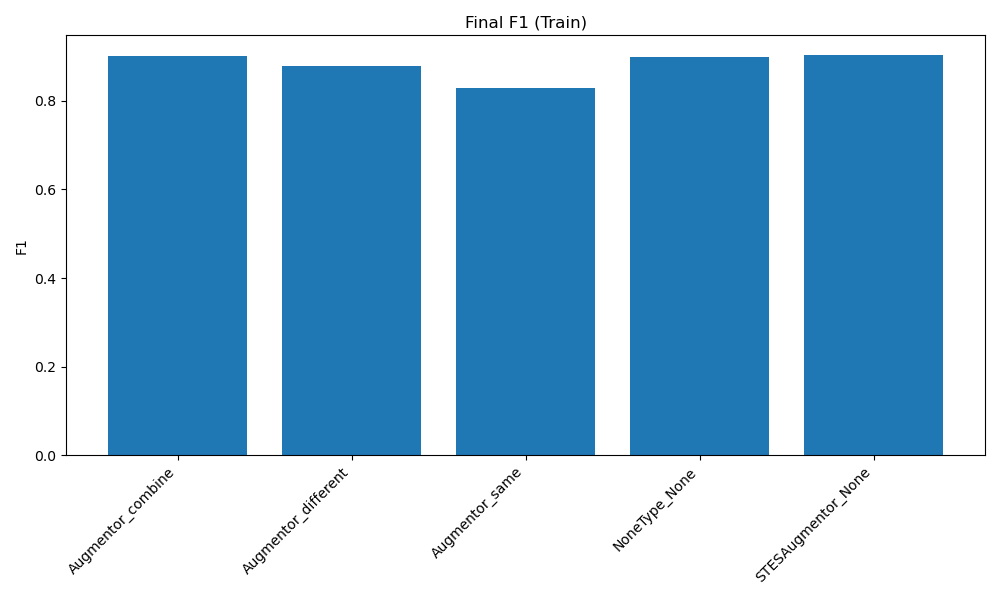 Final F1 (Train)
F1
0.8
0.6
0.4
0.2
0.0
Augmentor_combine
Augmentor_different
Augmentor_same
NoneType_None
STESAugmentor_None